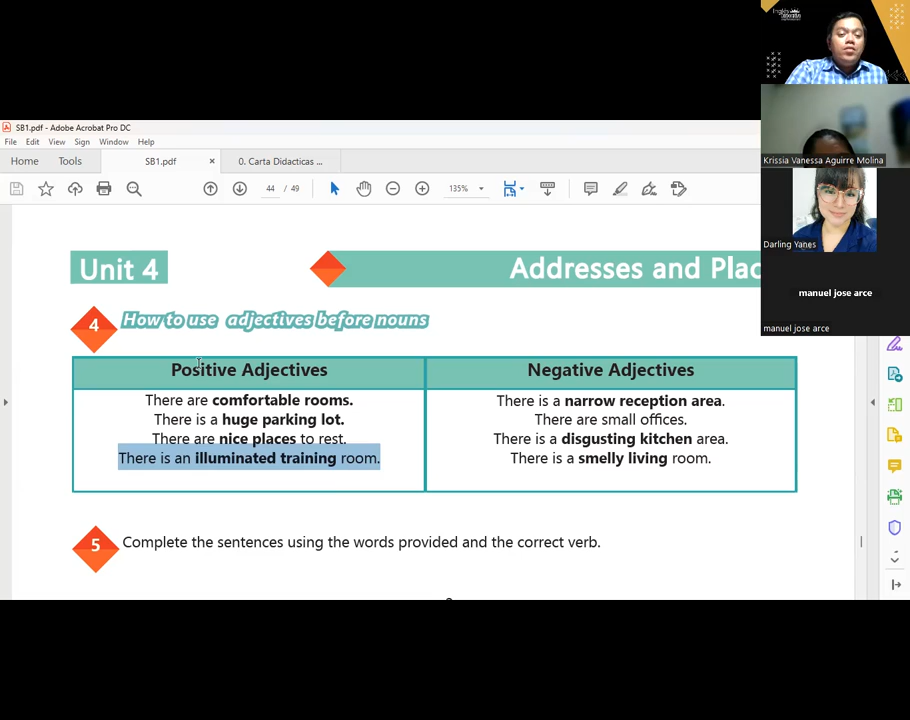 SB1.pdf - Adobe Acrobat Pro DC
File Edit View Sign Window Help
Home Tools SB1.pdf × 0. Carta Didacticas ...
44 / 49 135%
Unit 4
Addresses and Plac
4 How to use adjectives before nouns
Positive Adjectives
There are comfortable rooms.
There is a huge parking lot.
There are nice places to rest.
There is an illuminated training room.
Negative Adjectives
There is a narrow reception area.
There are small offices.
There is a disgusting kitchen area.
There is a smelly living room.
5 Complete the sentences using the words provided and the correct verb.
Krissia Vanessa Aguirre Molina
Darling Yanes
manuel jose arce
manuel jose arce